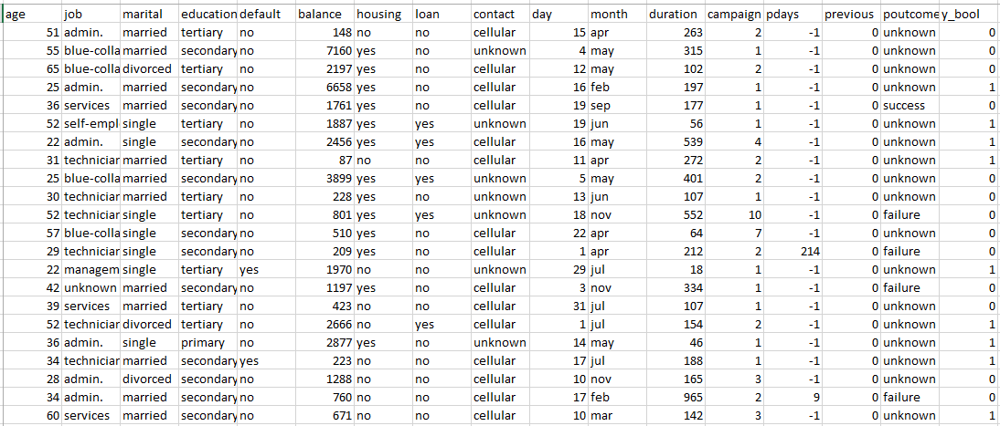 age job marital education default balance housing loan contact day month duration campaign pdays previous poutcome y_bool
51 admin. married tertiary no 148 no no cellular 15 apr 263 2 -1 0 unknown 0
55 blue-colla married secondary no 7160 yes no unknown 4 may 315 1 -1 0 unknown 0
65 blue-colla divorced tertiary no 2197 yes no cellular 12 may 102 2 -1 0 unknown 0
25 admin. married secondary no 6658 yes no cellular 16 feb 197 1 -1 0 unknown 1
36 services married secondary no 1761 yes no cellular 19 sep 177 1 -1 0 success 0
52 self-empl single tertiary no 1887 yes yes unknown 19 jun 56 1 -1 0 unknown 1
22 admin. single secondary no 2456 yes yes cellular 16 may 539 4 -1 0 unknown 1
31 technician married tertiary no 87 no no cellular 11 apr 272 2 -1 0 unknown 1
25 blue-colla married secondary no 3899 yes yes unknown 5 may 401 2 -1 0 unknown 0
30 technician married tertiary no 228 yes no unknown 13 jun 107 1 -1 0 unknown 0
52 technician single tertiary no 801 yes yes unknown 18 nov 552 10 -1 0 failure 0
57 blue-colla single secondary no 510 yes no cellular 22 apr 64 7 -1 0 unknown 0
29 technician single secondary no 209 yes no cellular 1 apr 212 2 214 0 failure 0
22 managem single tertiary yes 1970 no no unknown 29 jul 18 1 -1 0 unknown 1
42 unknown married secondary no 1197 yes no cellular 3 nov 334 1 -1 0 failure 0
39 services married tertiary no 423 no no cellular 31 jul 107 1 -1 0 unknown 0
52 technician divorced tertiary no 2666 no yes cellular 1 jul 154 2 -1 0 unknown 1
36 admin. single primary no 2877 yes no unknown 14 may 46 1 -1 0 unknown 1
34 technician married secondary yes 223 no no cellular 17 jul 188 1 -1 0 unknown 1
28 admin. divorced secondary no 1288 no no cellular 10 nov 165 3 -1 0 unknown 0
34 admin. married secondary no 760 no no cellular 17 feb 965 2 9 0 failure 0
60 services married secondary no 671 no no cellular 10 mar 142 3 -1 0 unknown 1